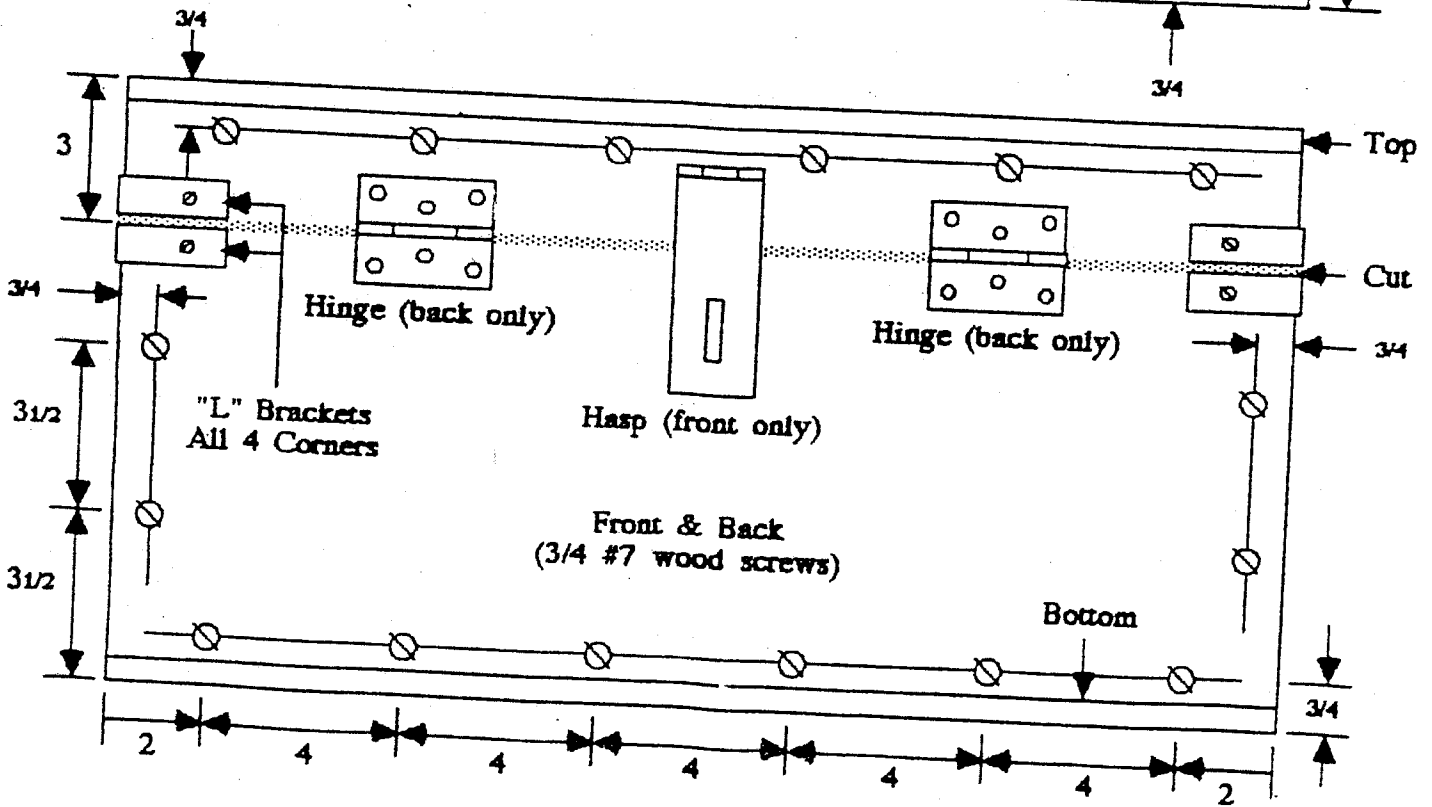 3/4
3/4
3
Top
Cut
3/4
Hinge (back only)
Hinge (back only)
3/4
3 1/2
"L" Brackets
All 4 Corners
Hasp (front only)
Front & Back
(3/4 #7 wood screws)
3 1/2
Bottom
3/4
2
4
4
4
4
4
2